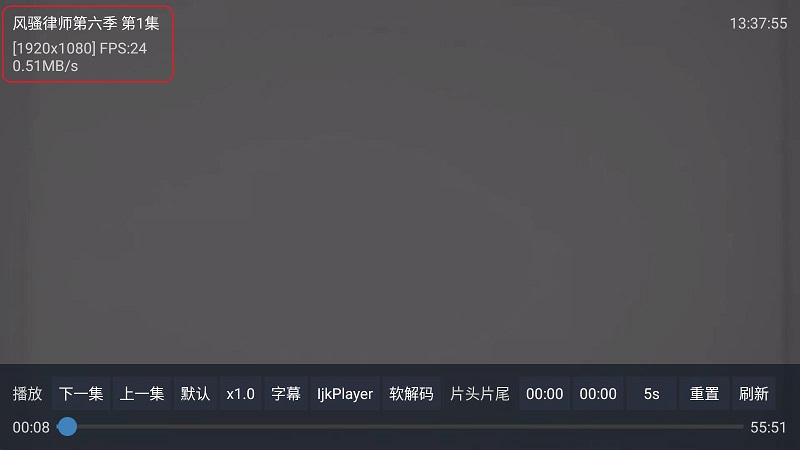 风骚律师第六季 第1集
13:37:55
[1920x1080] FPS:24
0.51MB/s
播放 下一集 上一集 默认 x1.0 字幕 IjkPlayer 软解码 片头片尾 00:00 00:00 5s 重置 刷新
00:08 55:51